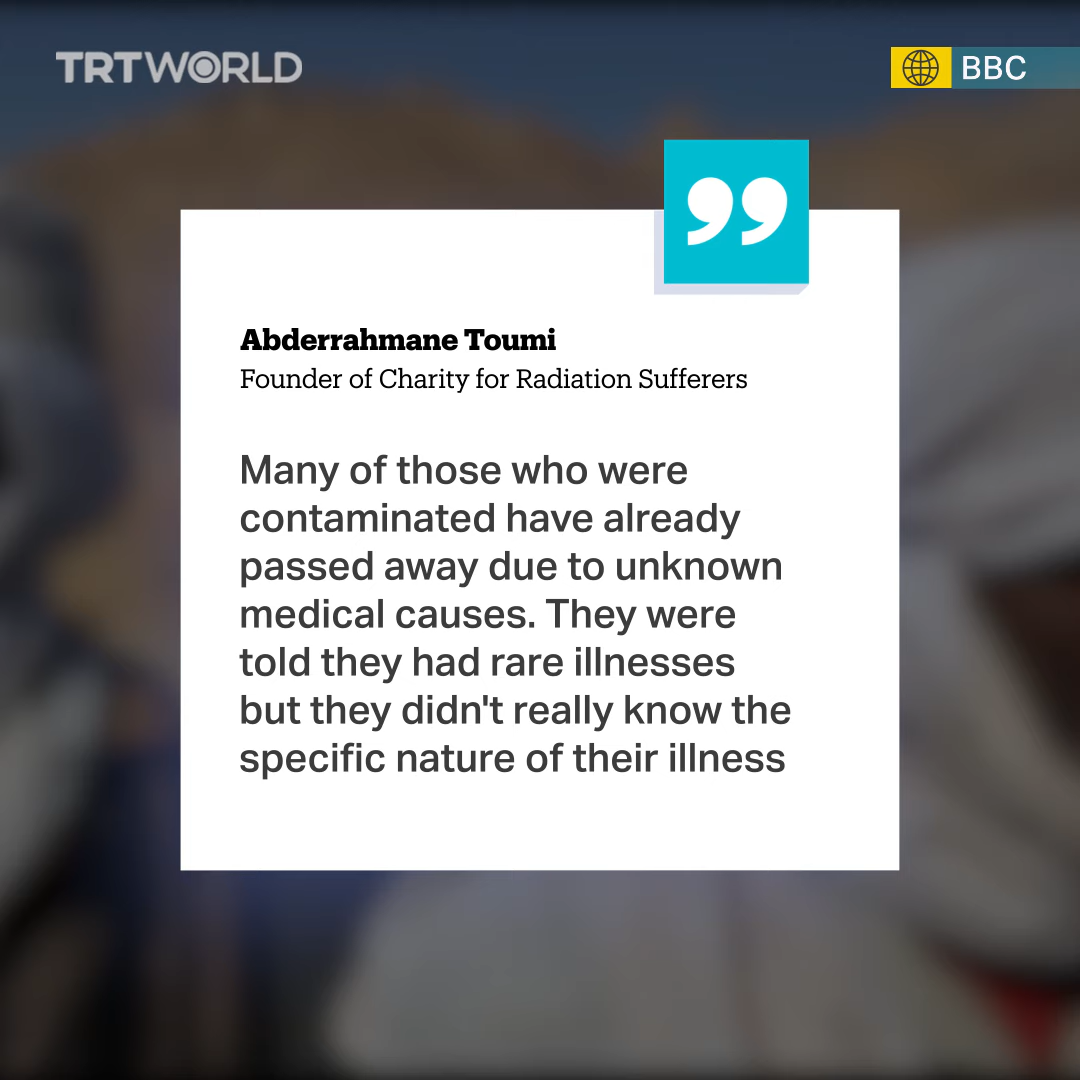 TRT WORLD
BBC
Abderrahmane Toumi
Founder of Charity for Radiation Sufferers
Many of those who were
contaminated have already
passed away due to unknown
medical causes. They were
told they had rare illnesses
but they didn't really know the
specific nature of their illness